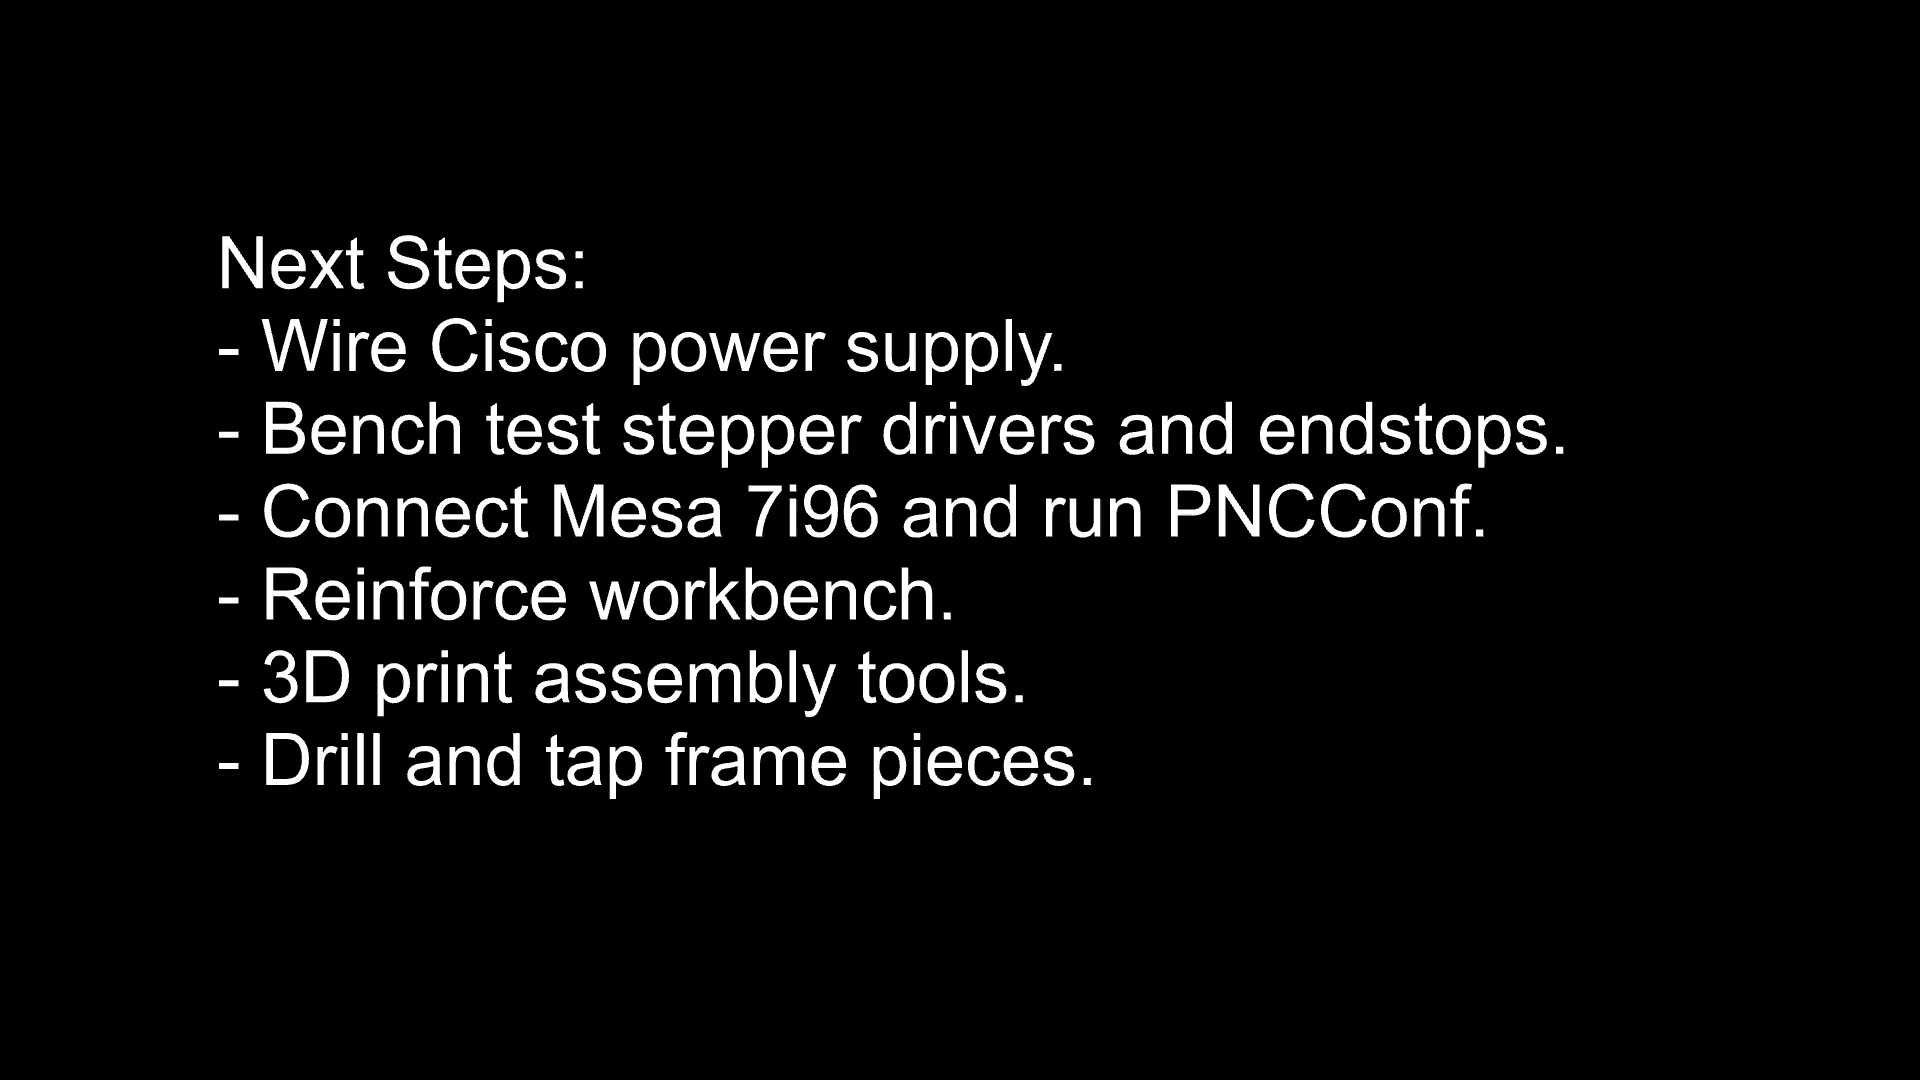 Next Steps:
- Wire Cisco power supply.
- Bench test stepper drivers and endstops.
- Connect Mesa 7i96 and run PNCConf.
- Reinforce workbench.
- 3D print assembly tools.
- Drill and tap frame pieces.